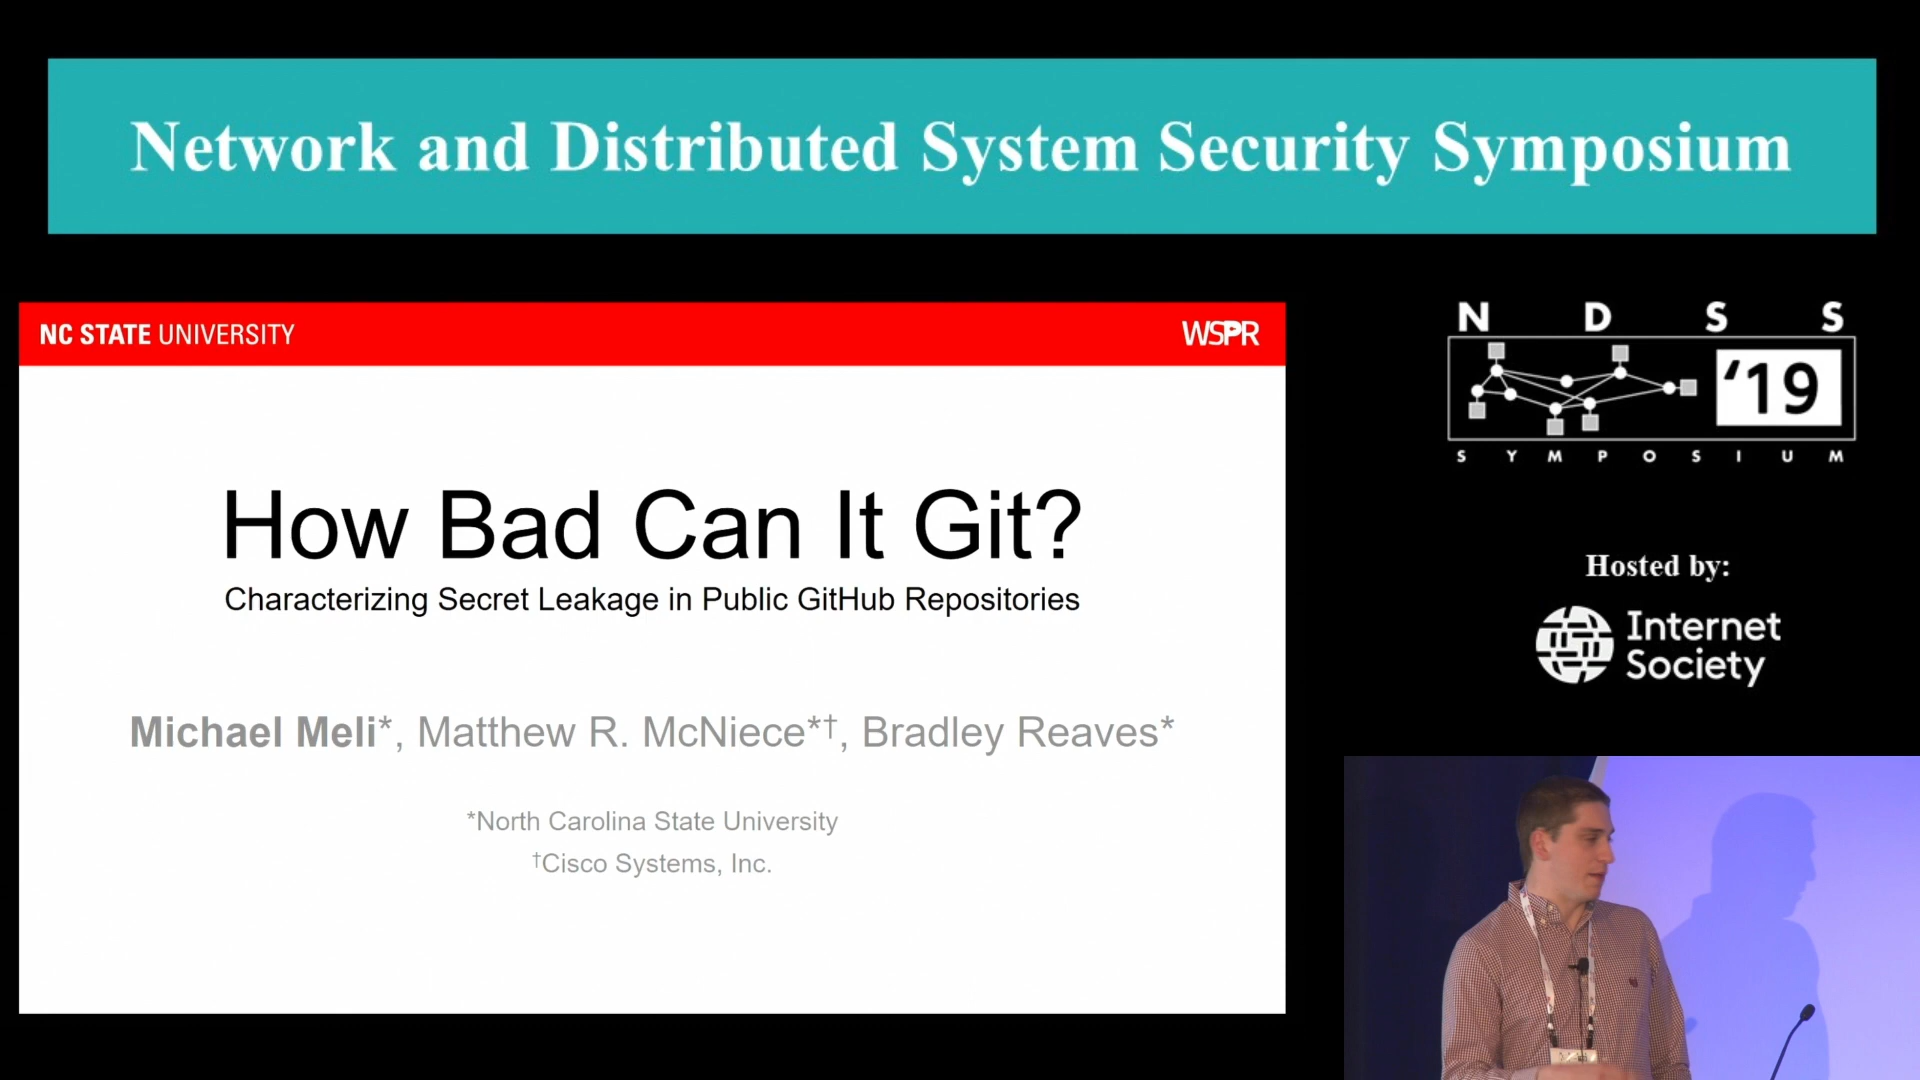 Network and Distributed System Security Symposium
NC STATE UNIVERSITY
WSPR
How Bad Can It Git?
Characterizing Secret Leakage in Public GitHub Repositories
Michael Meli*, Matthew R. McNiece*†, Bradley Reaves*
*North Carolina State University
†Cisco Systems, Inc.
N D S S
'19
S Y M P O S I U M
Hosted by:
Internet
Society